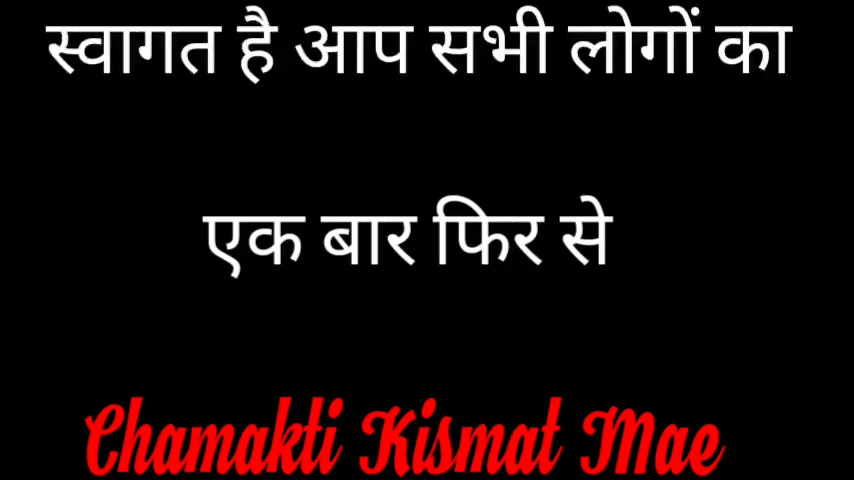 स्वागत है आप सभी लोगों का
एक बार फिर से
Chamakti Kismat Mae